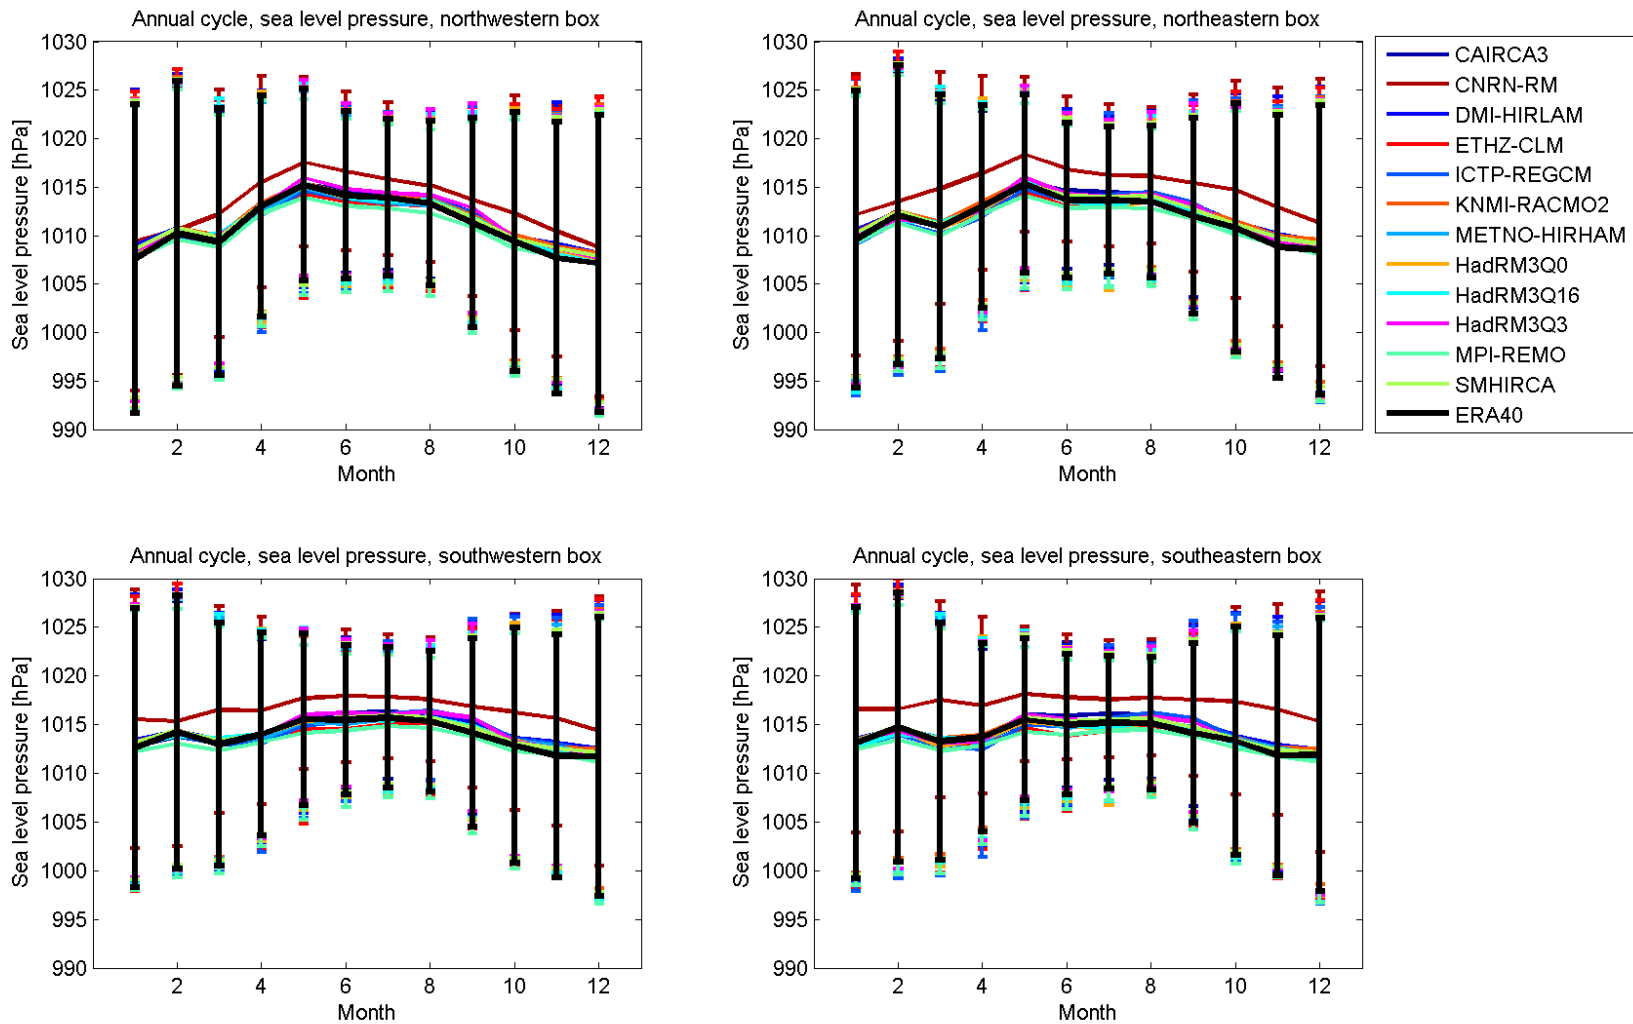 Annual cycle, sea level pressure, northwestern box
1030
1025
1020
1015
1010
1005
1000
995
990
Sea level pressure [hPa]
2 4 6 8 10 12
Month
Annual cycle, sea level pressure, northeastern box
1030
1025
1020
1015
1010
1005
1000
995
990
Sea level pressure [hPa]
2 4 6 8 10 12
Month
CAIRCA3
CNRN-RM
DMI-HIRLAM
ETHZ-CLM
ICTP-REGCM
KNMI-RACMO2
METNO-HIRHAM
HadRM3Q0
HadRM3Q16
HadRM3Q3
MPI-REMO
SMHIRCA
ERA40
Annual cycle, sea level pressure, southwestern box
1030
1025
1020
1015
1010
1005
1000
995
990
Sea level pressure [hPa]
2 4 6 8 10 12
Month
Annual cycle, sea level pressure, southeastern box
1030
1025
1020
1015
1010
1005
1000
995
990
Sea level pressure [hPa]
2 4 6 8 10 12
Month